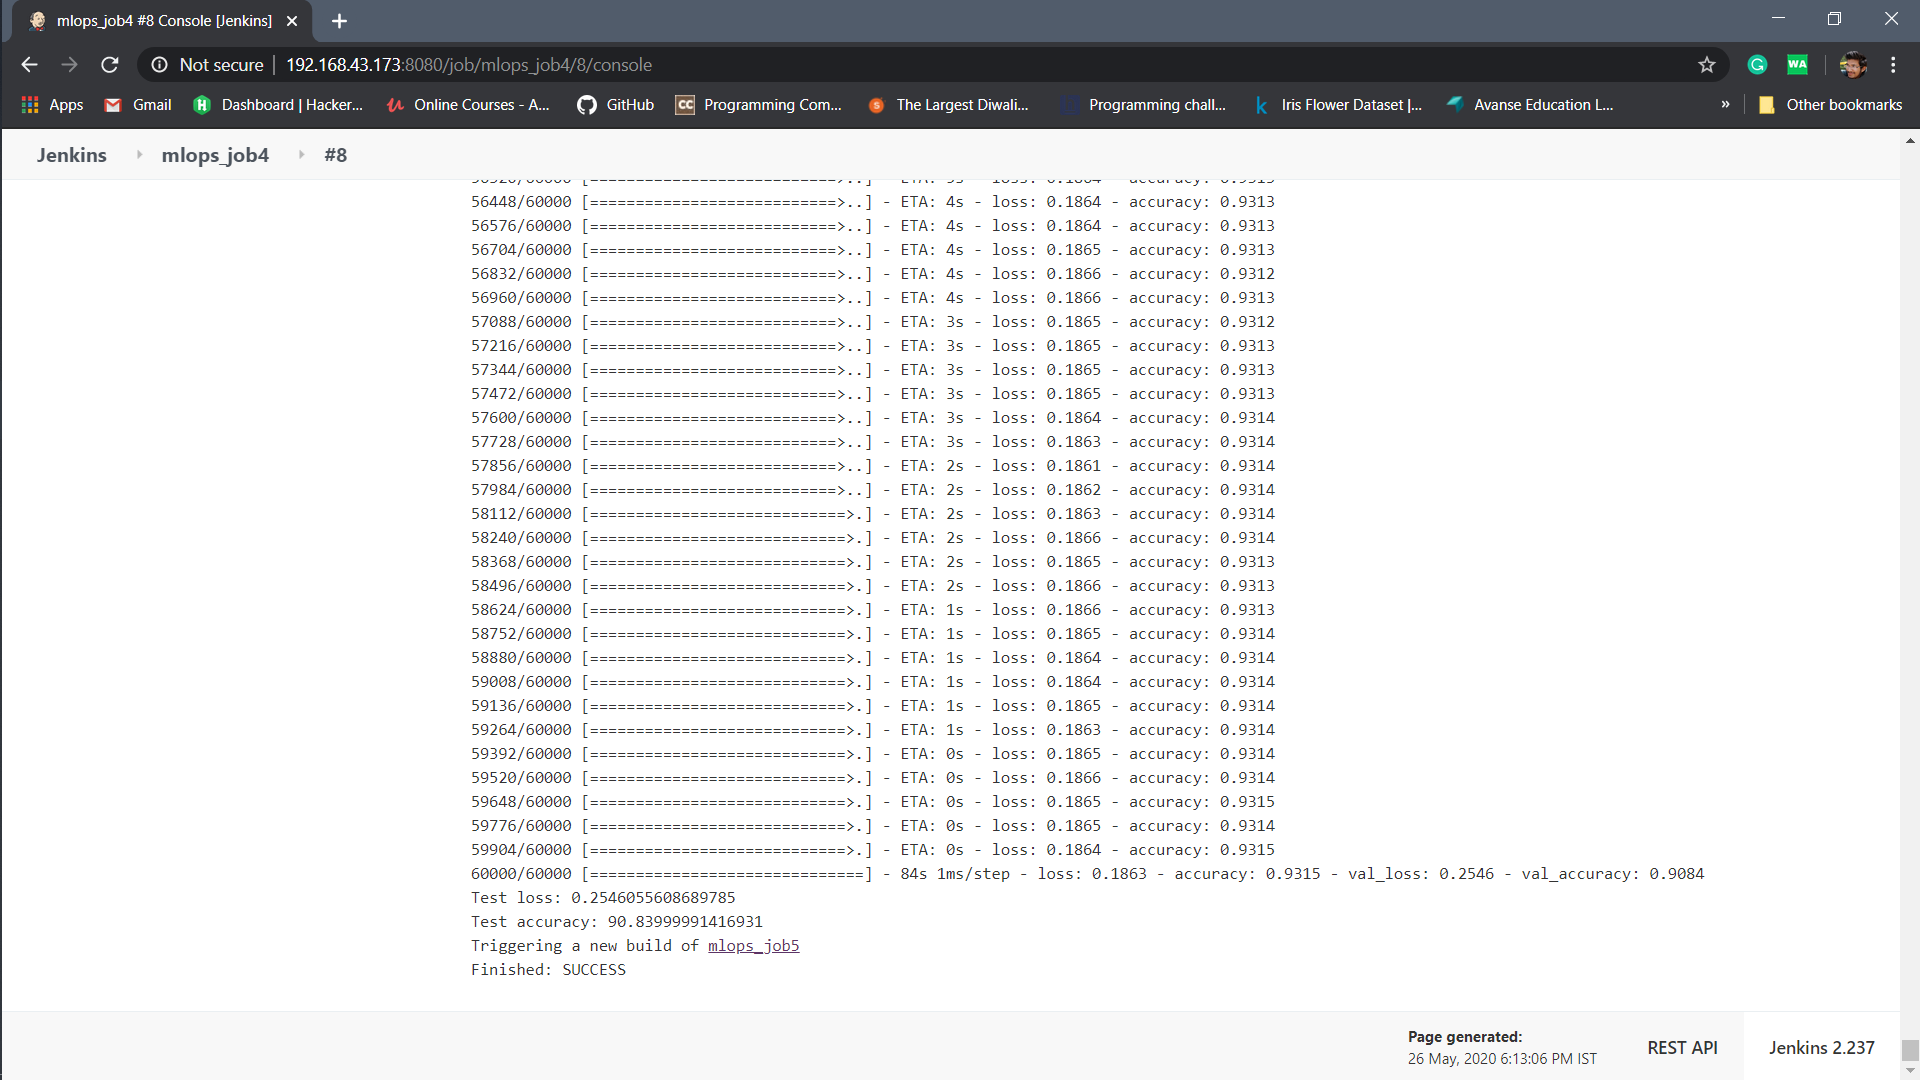 mlops_job4 #8 Console [Jenkins]
Not secure | 192.168.43.173:8080/job/mlops_job4/8/console
WA
Apps Gmail Dashboard | Hacker... Online Courses - A... GitHub CC Programming Com... The Largest Diwali... Programming chall... Iris Flower Dataset |... Avanse Education L... » Other bookmarks
Jenkins mlops_job4 #8
56448/60000 [===========================>..] - ETA: 4s - loss: 0.1864 - accuracy: 0.9313
56576/60000 [===========================>..] - ETA: 4s - loss: 0.1864 - accuracy: 0.9313
56704/60000 [===========================>..] - ETA: 4s - loss: 0.1865 - accuracy: 0.9313
56832/60000 [===========================>..] - ETA: 4s - loss: 0.1866 - accuracy: 0.9312
56960/60000 [===========================>..] - ETA: 4s - loss: 0.1866 - accuracy: 0.9313
57088/60000 [===========================>..] - ETA: 3s - loss: 0.1865 - accuracy: 0.9312
57216/60000 [===========================>..] - ETA: 3s - loss: 0.1865 - accuracy: 0.9313
57344/60000 [===========================>..] - ETA: 3s - loss: 0.1865 - accuracy: 0.9313
57472/60000 [===========================>..] - ETA: 3s - loss: 0.1865 - accuracy: 0.9313
57600/60000 [===========================>..] - ETA: 3s - loss: 0.1864 - accuracy: 0.9314
57728/60000 [===========================>..] - ETA: 3s - loss: 0.1863 - accuracy: 0.9314
57856/60000 [===========================>..] - ETA: 2s - loss: 0.1861 - accuracy: 0.9314
57984/60000 [===========================>..] - ETA: 2s - loss: 0.1862 - accuracy: 0.9314
58112/60000 [============================>.] - ETA: 2s - loss: 0.1863 - accuracy: 0.9314
58240/60000 [============================>.] - ETA: 2s - loss: 0.1866 - accuracy: 0.9314
58368/60000 [============================>.] - ETA: 2s - loss: 0.1865 - accuracy: 0.9313
58496/60000 [============================>.] - ETA: 2s - loss: 0.1866 - accuracy: 0.9313
58624/60000 [============================>.] - ETA: 1s - loss: 0.1866 - accuracy: 0.9313
58752/60000 [============================>.] - ETA: 1s - loss: 0.1865 - accuracy: 0.9314
58880/60000 [============================>.] - ETA: 1s - loss: 0.1864 - accuracy: 0.9314
59008/60000 [============================>.] - ETA: 1s - loss: 0.1864 - accuracy: 0.9314
59136/60000 [============================>.] - ETA: 1s - loss: 0.1865 - accuracy: 0.9314
59264/60000 [============================>.] - ETA: 1s - loss: 0.1863 - accuracy: 0.9314
59392/60000 [============================>.] - ETA: 0s - loss: 0.1865 - accuracy: 0.9314
59520/60000 [============================>.] - ETA: 0s - loss: 0.1866 - accuracy: 0.9314
59648/60000 [============================>.] - ETA: 0s - loss: 0.1865 - accuracy: 0.9315
59776/60000 [============================>.] - ETA: 0s - loss: 0.1865 - accuracy: 0.9314
59904/60000 [============================>.] - ETA: 0s - loss: 0.1864 - accuracy: 0.9315
60000/60000 [==============================] - 84s 1ms/step - loss: 0.1863 - accuracy: 0.9315 - val_loss: 0.2546 - val_accuracy: 0.9084
Test loss: 0.2546055608689785
Test accuracy: 90.83999991416931
Triggering a new build of mlops_job5
Finished: SUCCESS
Page generated:
26 May, 2020 6:13:06 PM IST
REST API
Jenkins 2.237